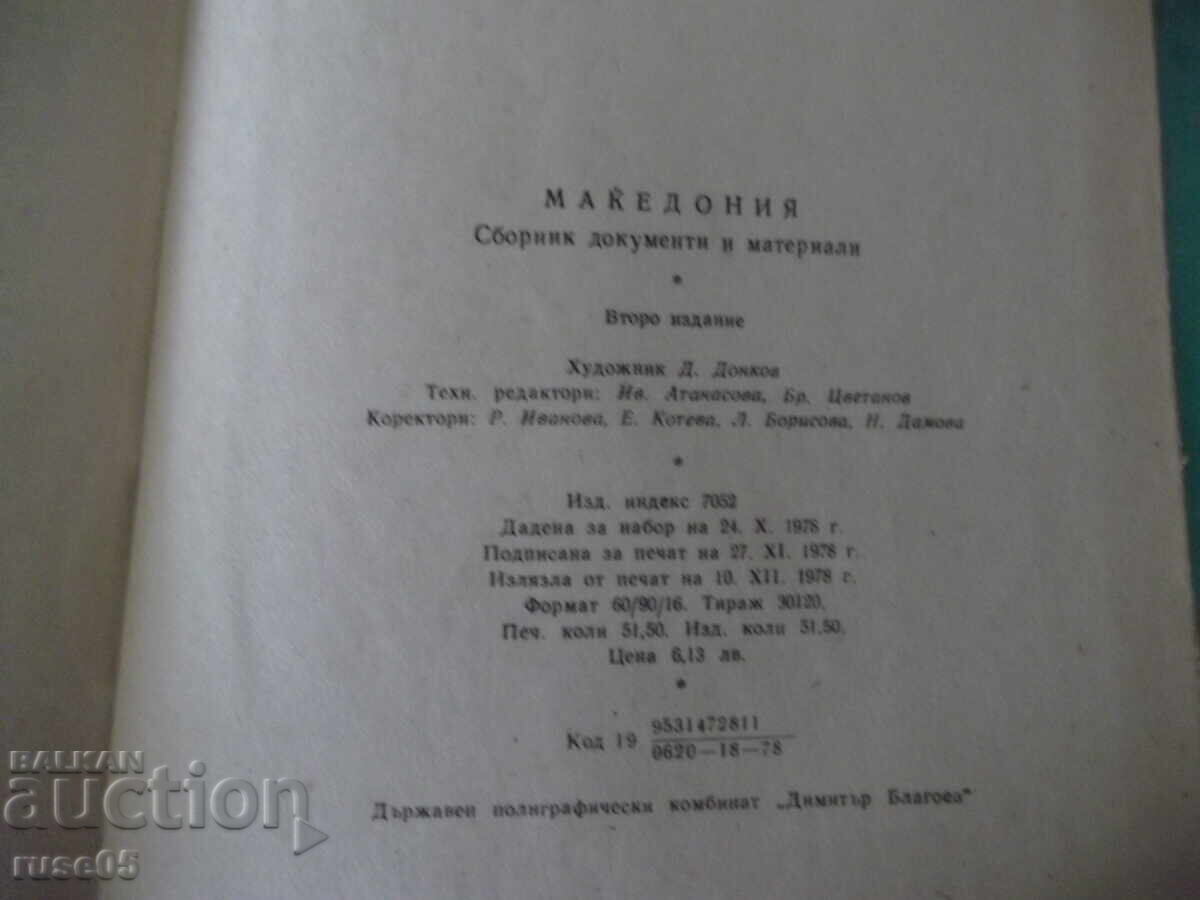 МАКЕДОНИЯ
Сборник документи и материали
*
Второ издание
Художник Д. Донков
Техн. редактори: Ив. Атанасова, Бр. Цветанов
Коректори: Р. Иванова, Е. Котева, Л. Борисова, Н. Дамова
*
Изд. индекс 7052
Дадена за набор на 24. X. 1978 г.
Подписана за печат на 27. XI. 1978 г.
Излязла от печат на 10. XII. 1978 г.
Формат 60/90/16. Тираж 30120.
Печ. коли 51,50. Изд. коли 51.50.
Цена 6,13 лв.
*
Код 19 9531472811
0620—18—78
Държавен полиграфически комбинат „Димитър Благоев"
BALKAN
auction
ruse05